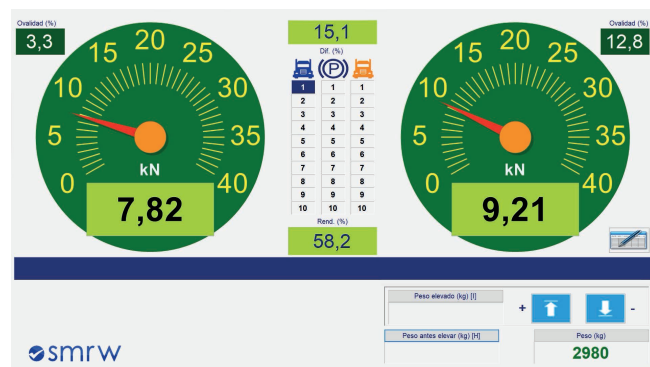 Ovalidad (%)
3,3
0
5
10
15
20
25
30
35
40
kN
7,82
15,1
Dif. (%)
(P)
1 1 1
2 2 2
3 3 3
4 4 4
5 5 5
6 6 6
7 7 7
8 8 8
9 9 9
10 10 10
Rend. (%)
58,2
Ovalidad (%)
12,8
0
5
10
15
20
25
30
35
40
kN
9,21
Peso elevado (kg) [I]
+ -
Peso antes elevar (kg) [H]
Peso (kg)
2980
smrw